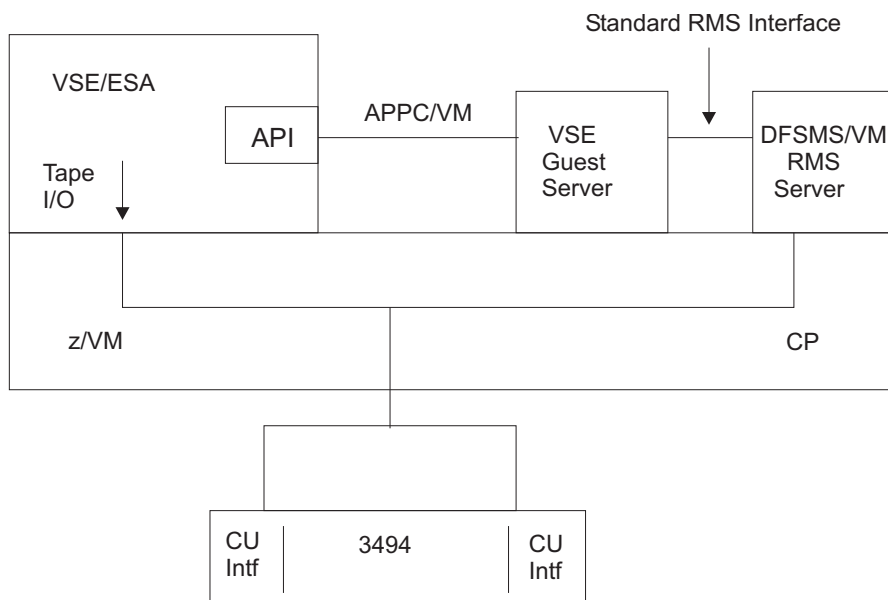 Standard RMS Interface
VSE/ESA
API
APPC/VM
VSE
Guest
Server
DFSMS/VM
RMS
Server
Tape
I/O
z/VM
CP
CU
Intf
3494
CU
Intf